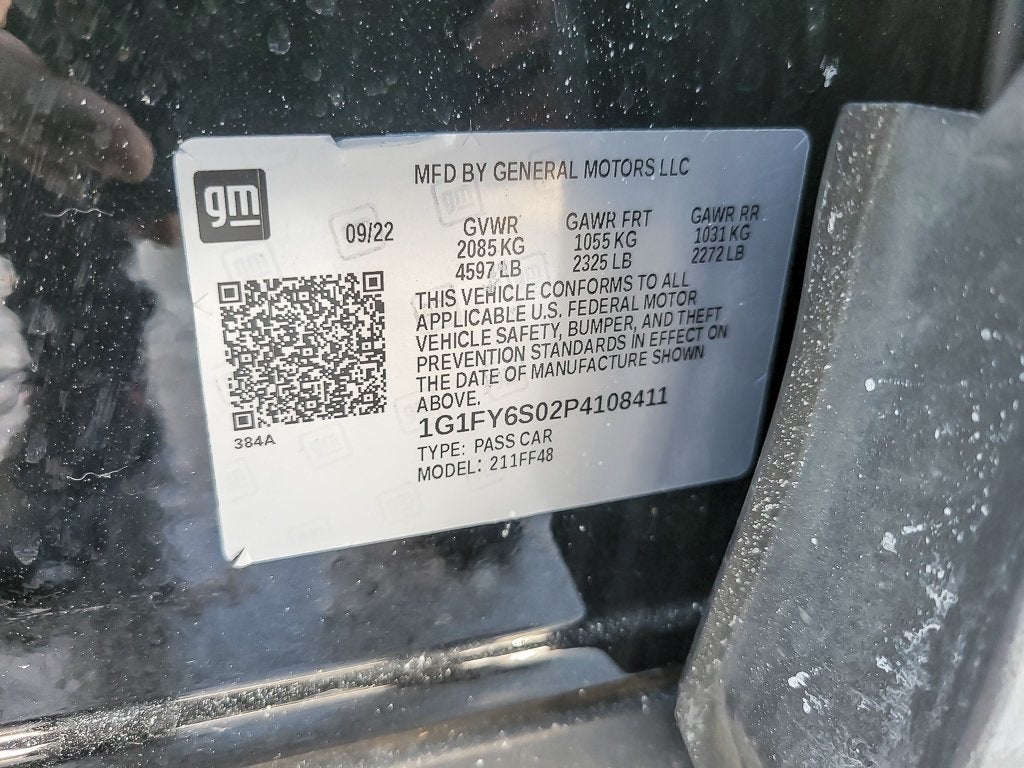 gm
MFD BY GENERAL MOTORS LLC
09/22
GVWR
2085 KG
4597 LB
GAWR FRT
1055 KG
2325 LB
GAWR RR
1031 KG
2272 LB
THIS VEHICLE CONFORMS TO ALL
APPLICABLE U.S. FEDERAL MOTOR
VEHICLE SAFETY, BUMPER, AND THEFT
PREVENTION STANDARDS IN EFFECT ON
THE DATE OF MANUFACTURE SHOWN
ABOVE.
1G1FY6S02P4108411
TYPE: PASS CAR
MODEL: 211FF48
384A